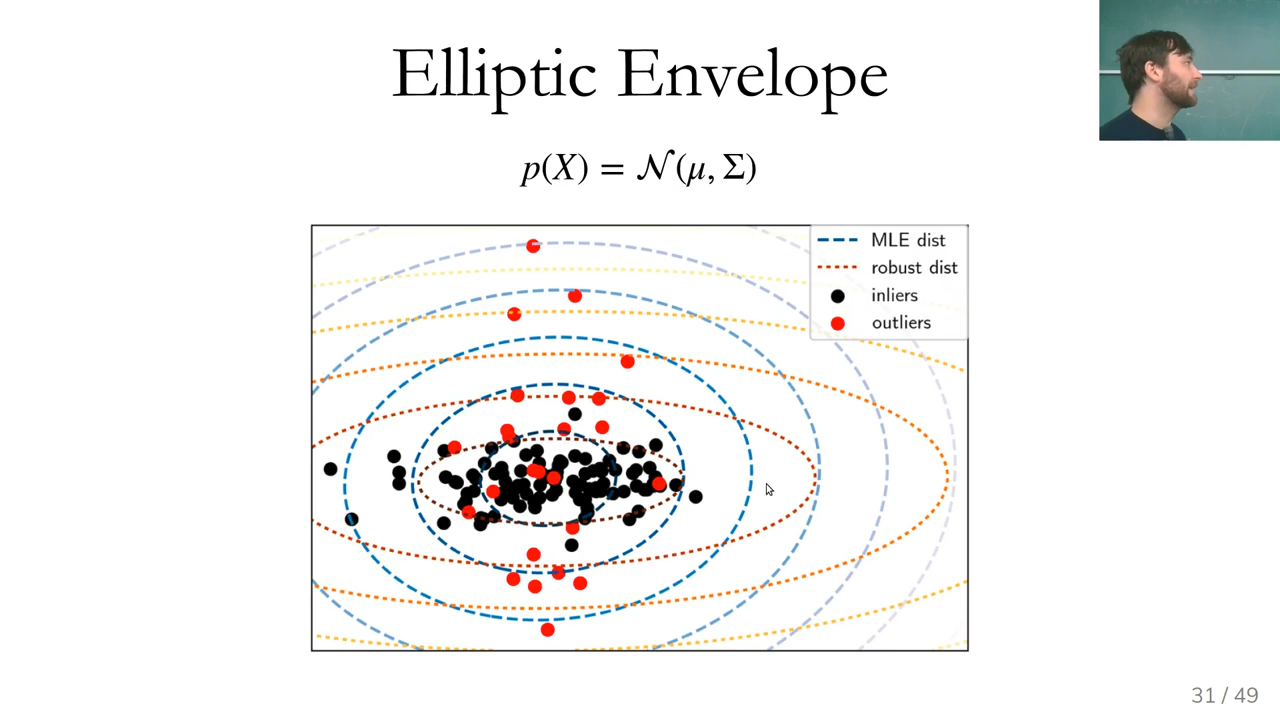 Elliptic Envelope
p(X) = 𝒩(μ, Σ)
MLE dist
robust dist
inliers
outliers
31 / 49